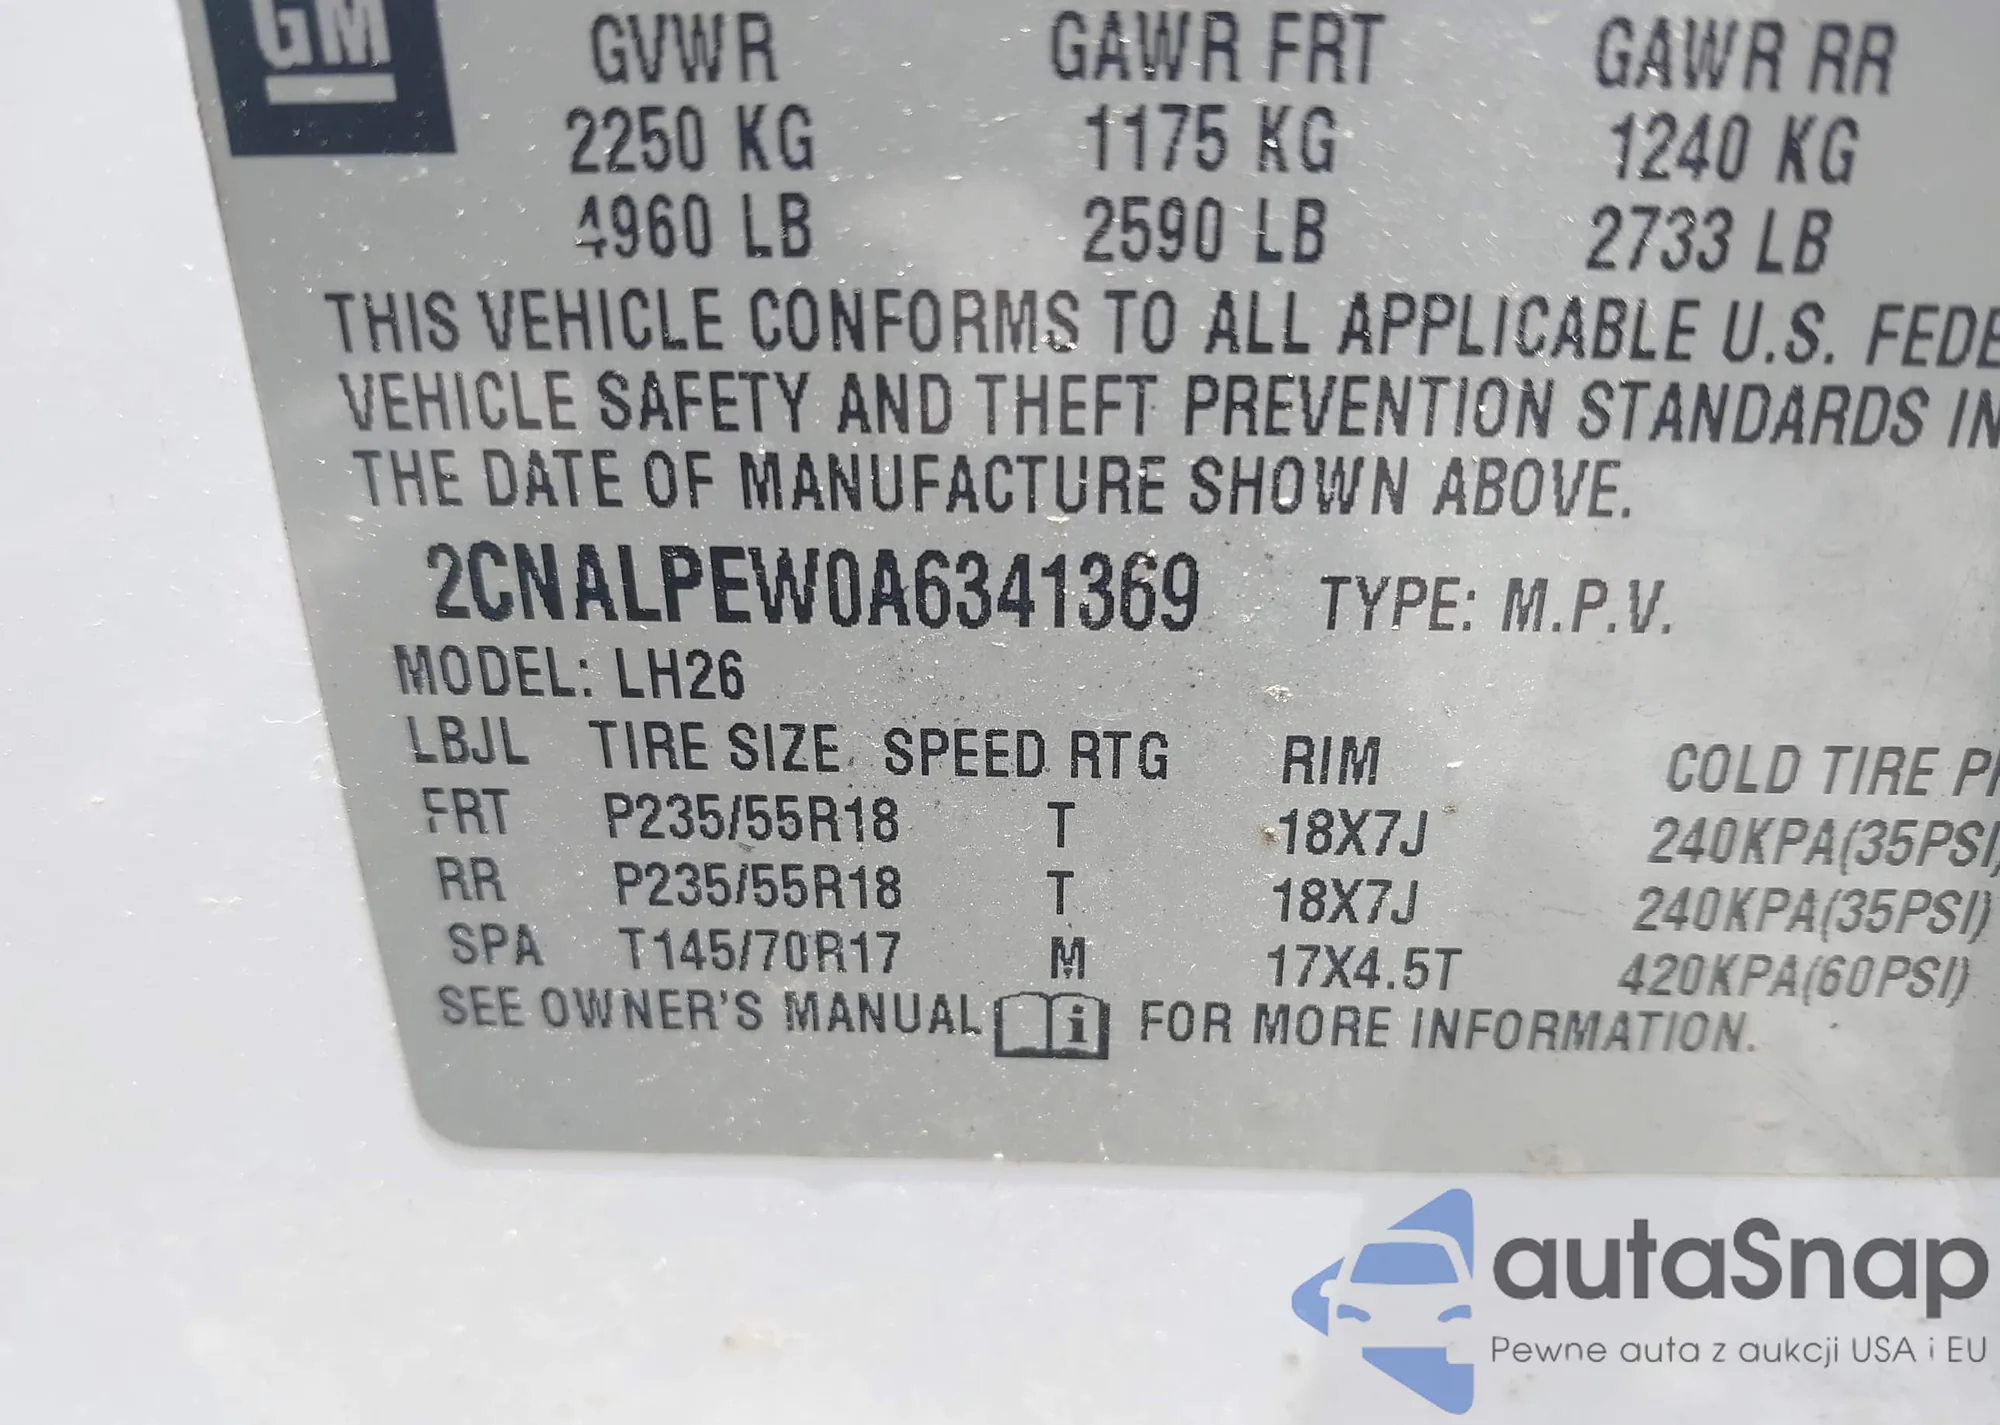 GM
GVWR GAWR FRT GAWR RR
2250 KG 1175 KG 1240 KG
4960 LB 2590 LB 2733 LB
THIS VEHICLE CONFORMS TO ALL APPLICABLE U.S. FEDE
VEHICLE SAFETY AND THEFT PREVENTION STANDARDS IN
THE DATE OF MANUFACTURE SHOWN ABOVE.
2CNALPEW0A6341369 TYPE: M.P.V.
MODEL: LH26
LBJL TIRE SIZE SPEED RTG RIM COLD TIRE P
FRT P235/55R18 T 18X7J 240KPA(35PSI)
RR P235/55R18 T 18X7J 240KPA(35PSI)
SPA T145/70R17 M 17X4.5T 420KPA(60PSI)
SEE OWNER'S MANUAL i FOR MORE INFORMATION.
autaSnap
Pewne auta z aukcji USA i EU